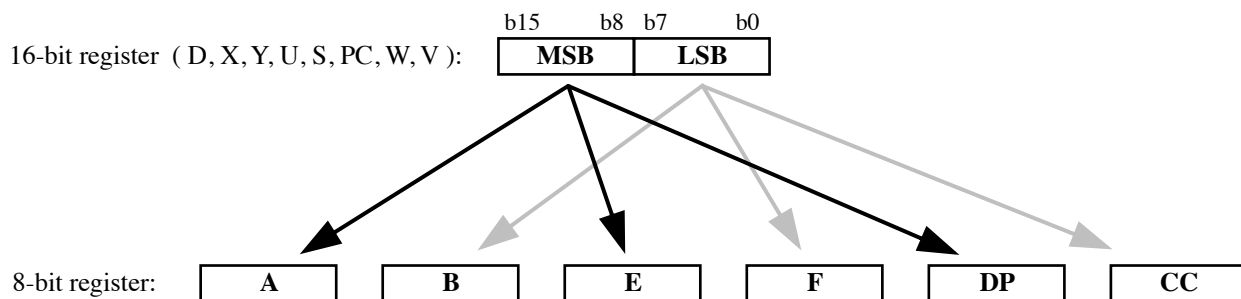 b15 b8 b7 b0
16-bit register ( D, X, Y, U, S, PC, W, V ): MSB LSB
8-bit register: A B E F DP CC